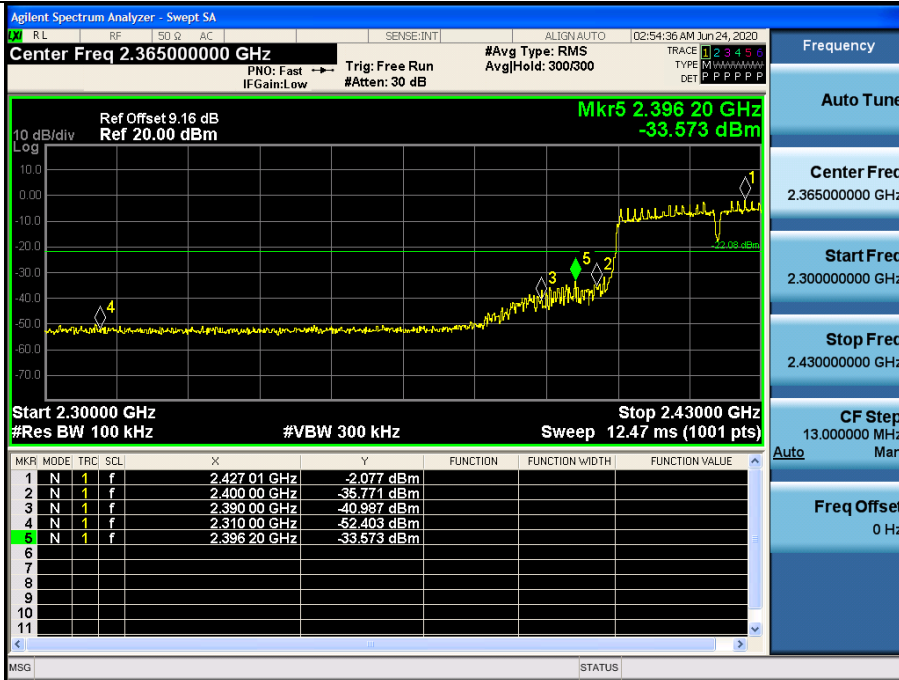 Agilent Spectrum Analyzer - Swept SA
LXI RL RF 50 Ω AC SENSE:INT ALIGN AUTO 02:54:36 AM Jun 24, 2020
Center Freq 2.365000000 GHz
PNO: Fast
IFGain:Low
Trig: Free Run
#Atten: 30 dB
#Avg Type: RMS
Avg|Hold: 300/300
TRACE 1 2 3 4 5 6
TYPE M WWWWW
DET P P P P P P
Mkr5 2.396 20 GHz
-33.573 dBm
Ref Offset 9.16 dB
10 dB/div Ref 20.00 dBm
Log
10.0
0.00
-10.0
-20.0
-30.0
-40.0
-50.0
-60.0
-70.0
1
-22.08 dBm
5
2
3
4
Start 2.30000 GHz Stop 2.43000 GHz
#Res BW 100 kHz #VBW 300 kHz Sweep 12.47 ms (1001 pts)
MKR MODE TRC SCL X Y FUNCTION FUNCTION WIDTH FUNCTION VALUE
1 N 1 f 2.427 01 GHz -2.077 dBm
2 N 1 f 2.400 00 GHz -35.771 dBm
3 N 1 f 2.390 00 GHz -40.987 dBm
4 N 1 f 2.310 00 GHz -52.403 dBm
5 N 1 f 2.396 20 GHz -33.573 dBm
6
7
8
9
10
11
MSG STATUS
Frequency
Auto Tune
Center Freq
2.365000000 GHz
Start Freq
2.300000000 GHz
Stop Freq
2.430000000 GHz
CF Step
13.000000 MHz
Auto Man
Freq Offset
0 Hz